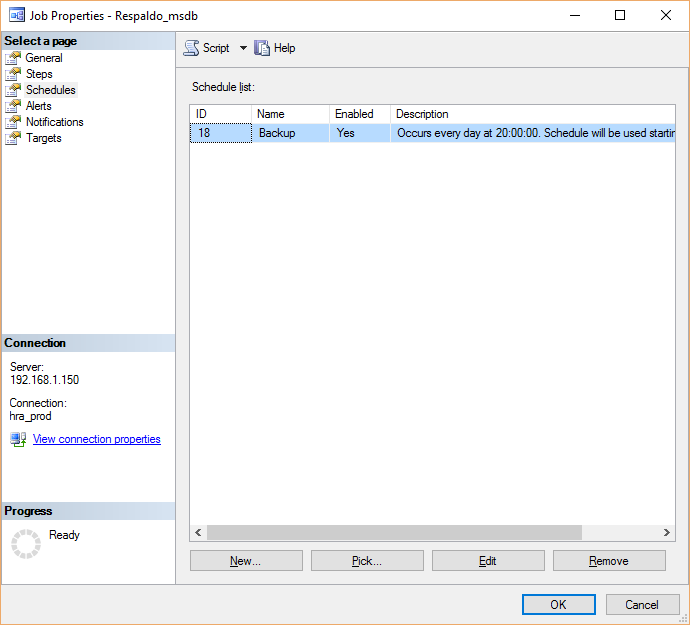 Job Properties - Respaldo_msdb
Select a page
General
Steps
Schedules
Alerts
Notifications
Targets
Script
Help
Schedule list:
ID Name Enabled Description
18 Backup Yes Occurs every day at 20:00:00. Schedule will be used startin
Connection
Server:
192.168.1.150
Connection:
hra_prod
View connection properties
Progress
Ready
New... Pick... Edit Remove
OK Cancel